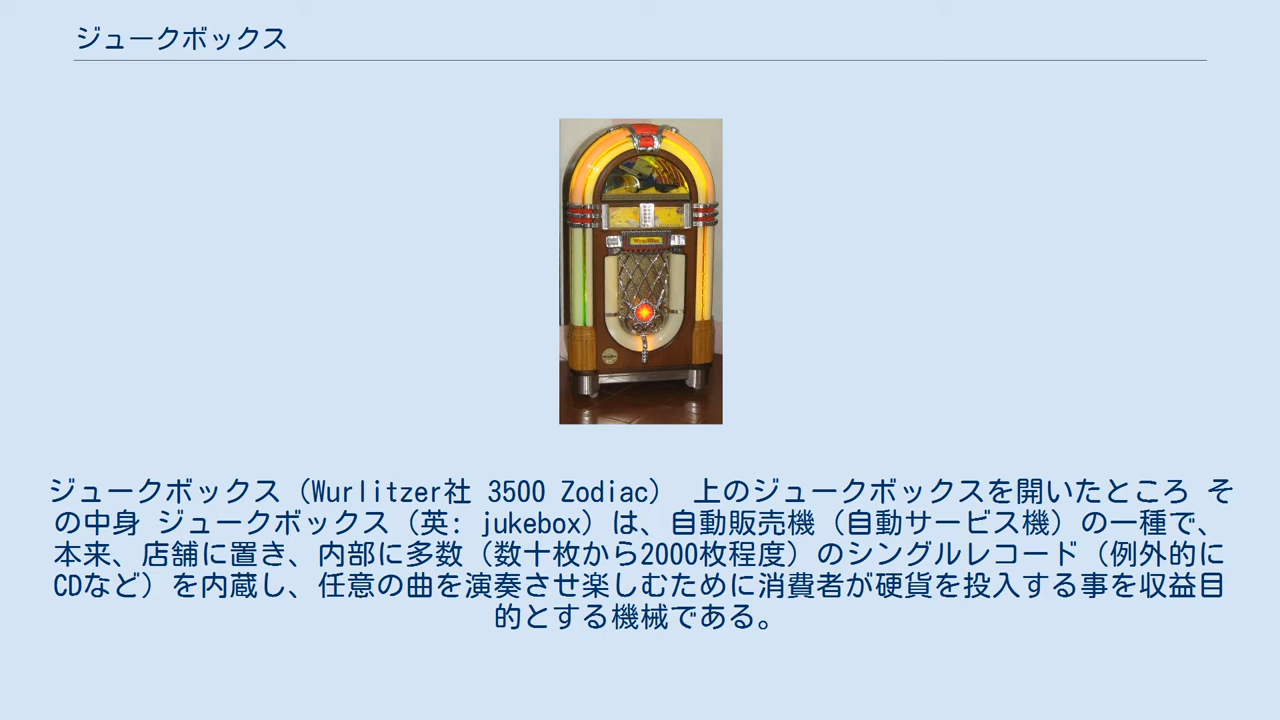 ジュークボックス
ジュークボックス（Wurlitzer社 3500 Zodiac） 上のジュークボックスを開いたところ そ
の中身 ジュークボックス（英: jukebox）は、自動販売機（自動サービス機）の一種で、
本来、店舗に置き、内部に多数（数十枚から2000枚程度）のシングルレコード（例外的に
CDなど）を内蔵し、任意の曲を演奏させ楽しむために消費者が硬貨を投入する事を収益目
的とする機械である。